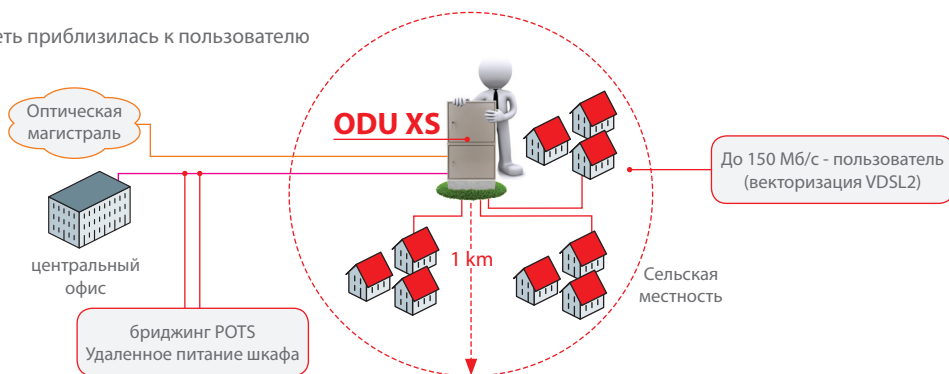 приблизилась к пользователю
Оптическая
магистраль
ODU XS
До 150 Мб/с - пользователь
(векторизация VDSL2)
центральный
офис
1 km
Сельская
местность
бриджинг POTS
Удаленное питание шкафа